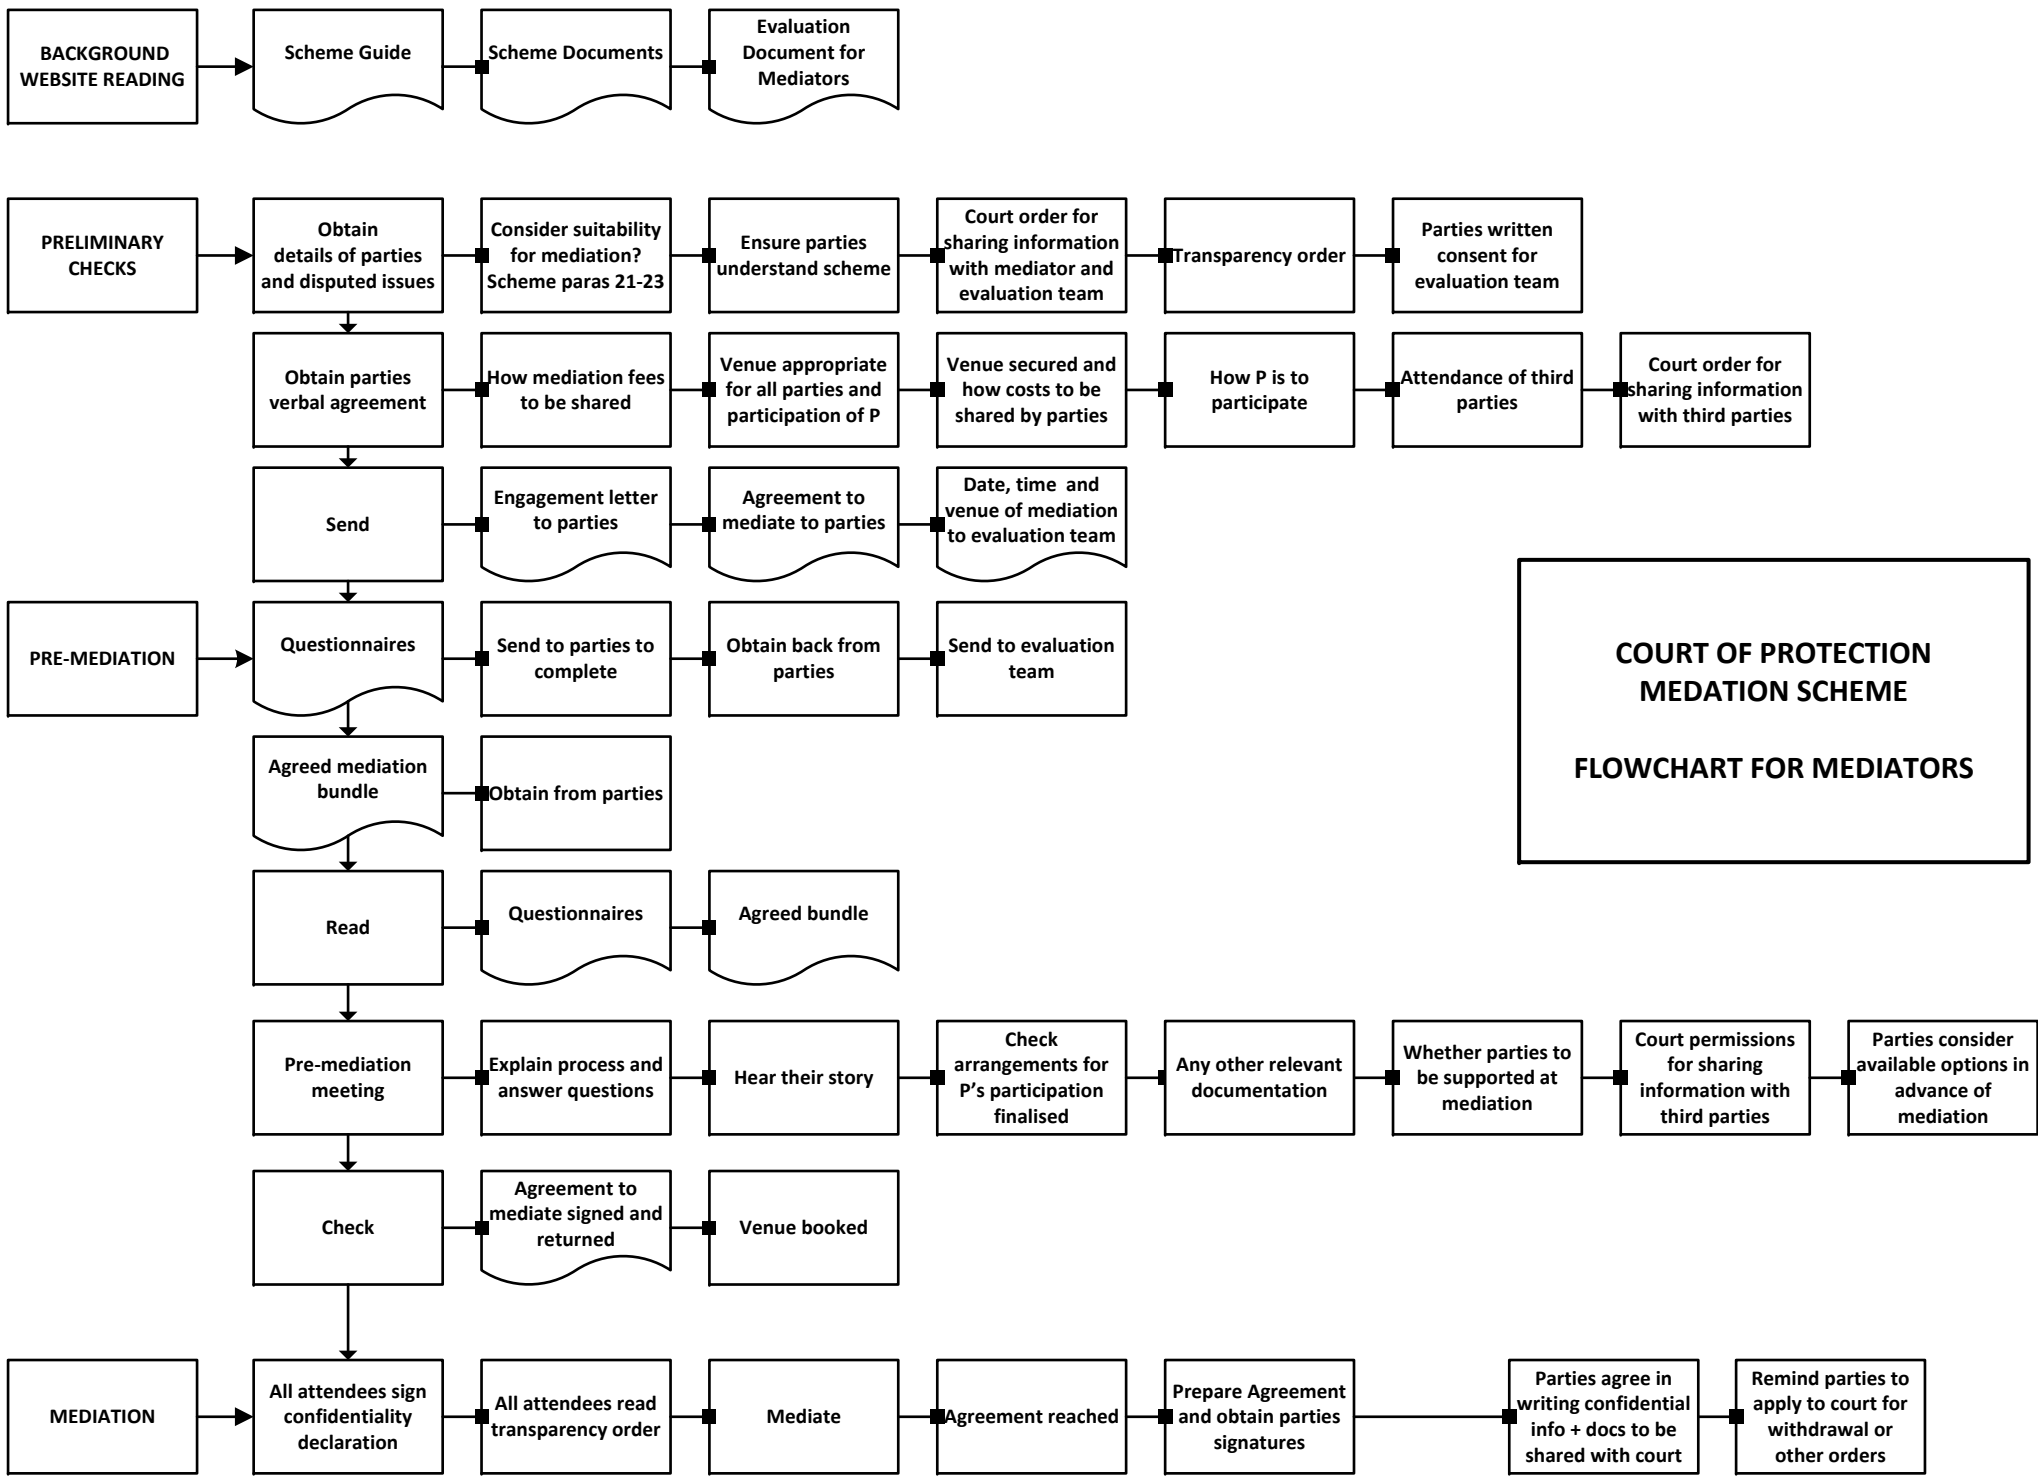 BACKGROUND
WEBSITE READING
Scheme Guide
Scheme Documents
Evaluation
Document for
Mediators
PRELIMINARY
CHECKS
Obtain
details of parties
and disputed issues
Consider suitability
for mediation?
Scheme paras 21-23
Ensure parties
understand scheme
Court order for
sharing information
with mediator and
evaluation team
Transparency order
Parties written
consent for
evaluation team
Obtain parties
verbal agreement
How mediation fees
to be shared
Venue appropriate
for all parties and
participation of P
Venue secured and
how costs to be
shared by parties
How P is to
participate
Attendance of third
parties
Court order for
sharing information
with third parties
Send
Engagement letter
to parties
Agreement to
mediate to parties
Date, time and
venue of mediation
to evaluation team
PRE-MEDIATION
Questionnaires
Send to parties to
complete
Obtain back from
parties
Send to evaluation
team
COURT OF PROTECTION
MEDATION SCHEME
FLOWCHART FOR MEDIATORS
Agreed mediation
bundle
Obtain from parties
Read
Questionnaires
Agreed bundle
Pre-mediation
meeting
Explain process and
answer questions
Hear their story
Check
arrangements for
P's participation
finalised
Any other relevant
documentation
Whether parties to
be supported at
mediation
Court permissions
for sharing
information with
third parties
Parties consider
available options in
advance of
mediation
Check
Agreement to
mediate signed and
returned
Venue booked
MEDIATION
All attendees sign
confidentiality
declaration
All attendees read
transparency order
Mediate
Agreement reached
Prepare Agreement
and obtain parties
signatures
Parties agree in
writing confidential
info + docs to be
shared with court
Remind parties to
apply to court for
withdrawal or
other orders